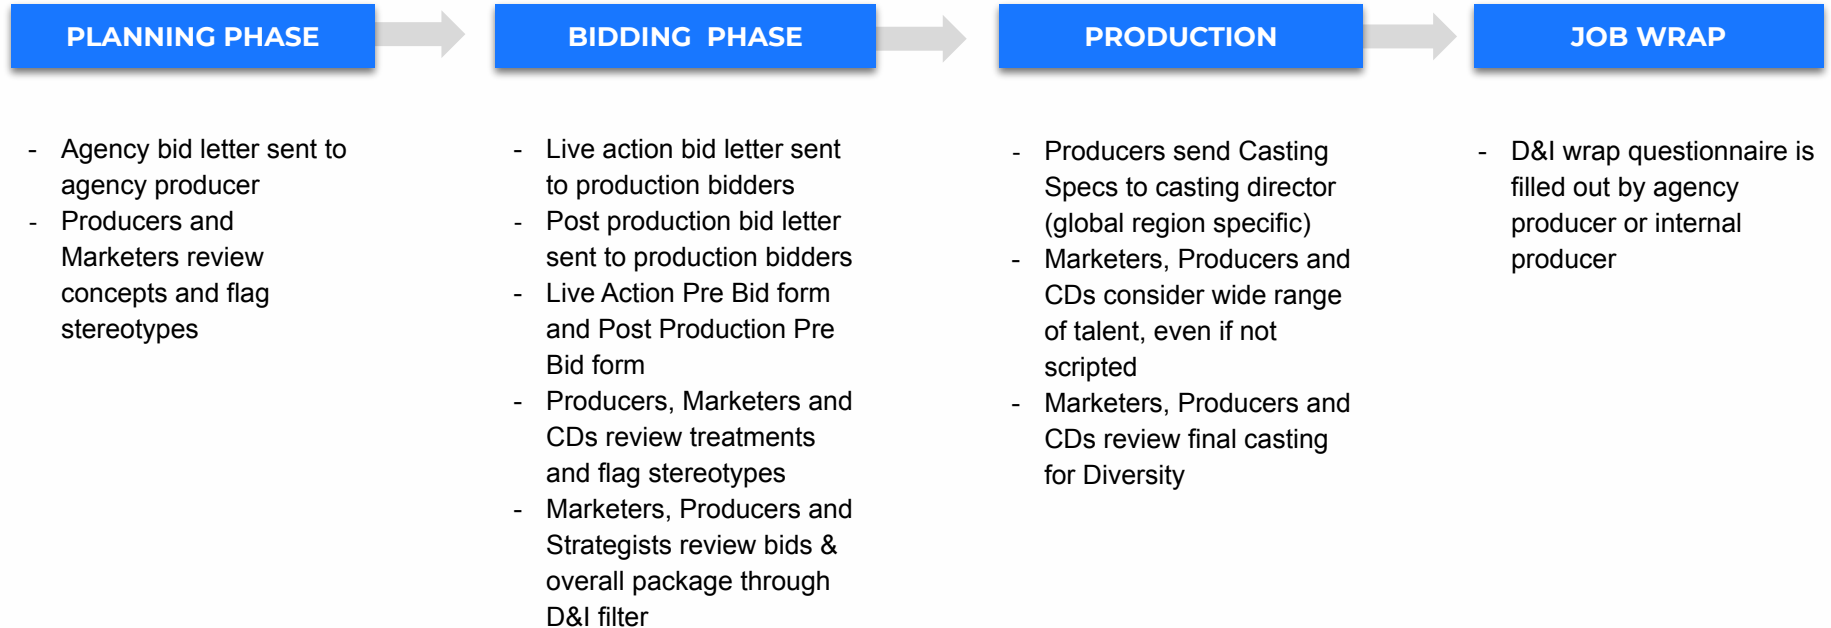 PLANNING PHASE
- Agency bid letter sent to
agency producer
- Producers and
Marketers review
concepts and flag
stereotypes
BIDDING PHASE
- Live action bid letter sent
to production bidders
- Post production bid letter
sent to production bidders
- Live Action Pre Bid form
and Post Production Pre
Bid form
- Producers, Marketers and
CDs review treatments
and flag stereotypes
- Marketers, Producers and
Strategists review bids &
overall package through
D&I filter
PRODUCTION
- Producers send Casting
Specs to casting director
(global region specific)
- Marketers, Producers and
CDs consider wide range
of talent, even if not
scripted
- Marketers, Producers and
CDs review final casting
for Diversity
JOB WRAP
- D&I wrap questionnaire is
filled out by agency
producer or internal
producer